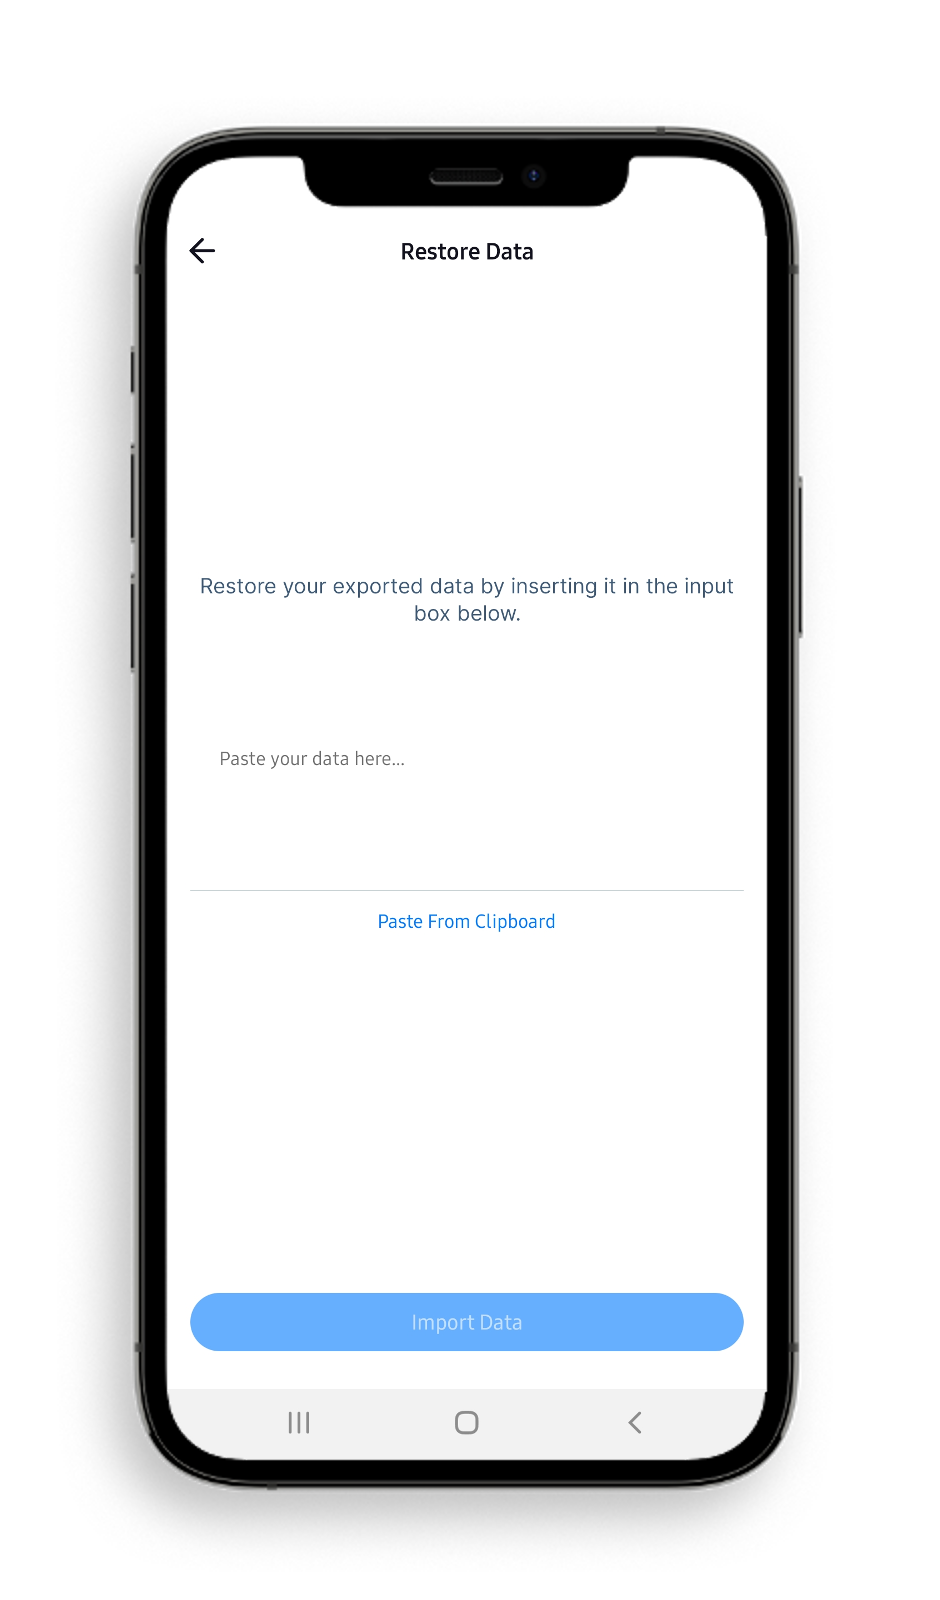 Restore Data
Restore your exported data by inserting it in the input
box below.
Paste your data here...
Paste From Clipboard
Import Data